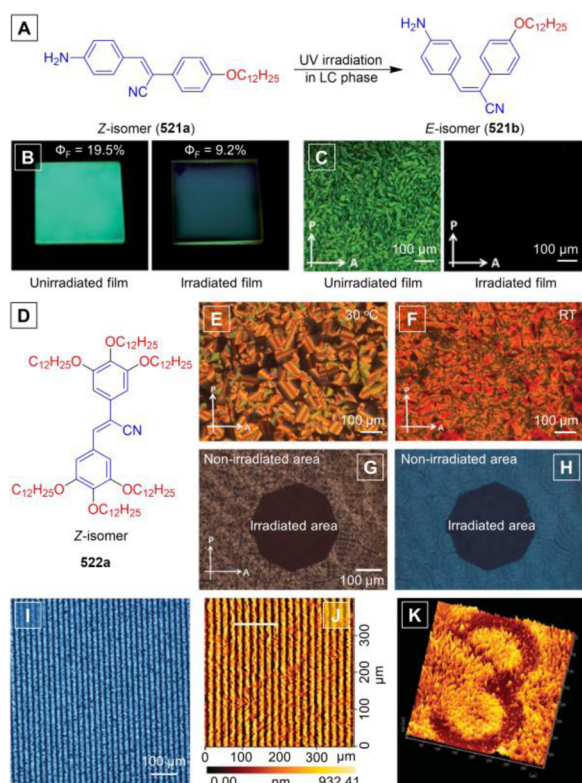 A
H₂N
CN
OC₁₂H₂₅
Z-isomer (521a)
UV irradiation
in LC phase
H₂N
OC₁₂H₂₅
CN
E-isomer (521b)
B
Φ_F = 19.5%
Φ_F = 9.2%
Unirradiated film
Irradiated film
C
P
A
100 µm
P
A
100 µm
Unirradiated film
Irradiated film
D
OC₁₂H₂₅
C₁₂H₂₅O
OC₁₂H₂₅
CN
C₁₂H₂₅O
OC₁₂H₂₅
OC₁₂H₂₅
Z-isomer
522a
E
30 °C
P
A
100 µm
F
RT
P
A
100 µm
Non-irradiated area
G
Irradiated area
P
A
100 µm
Non-irradiated area
H
Irradiated area
I
100 µm
J
300
200
100
0
µm
0 100 200 300 µm
0.00 nm 932.41
K